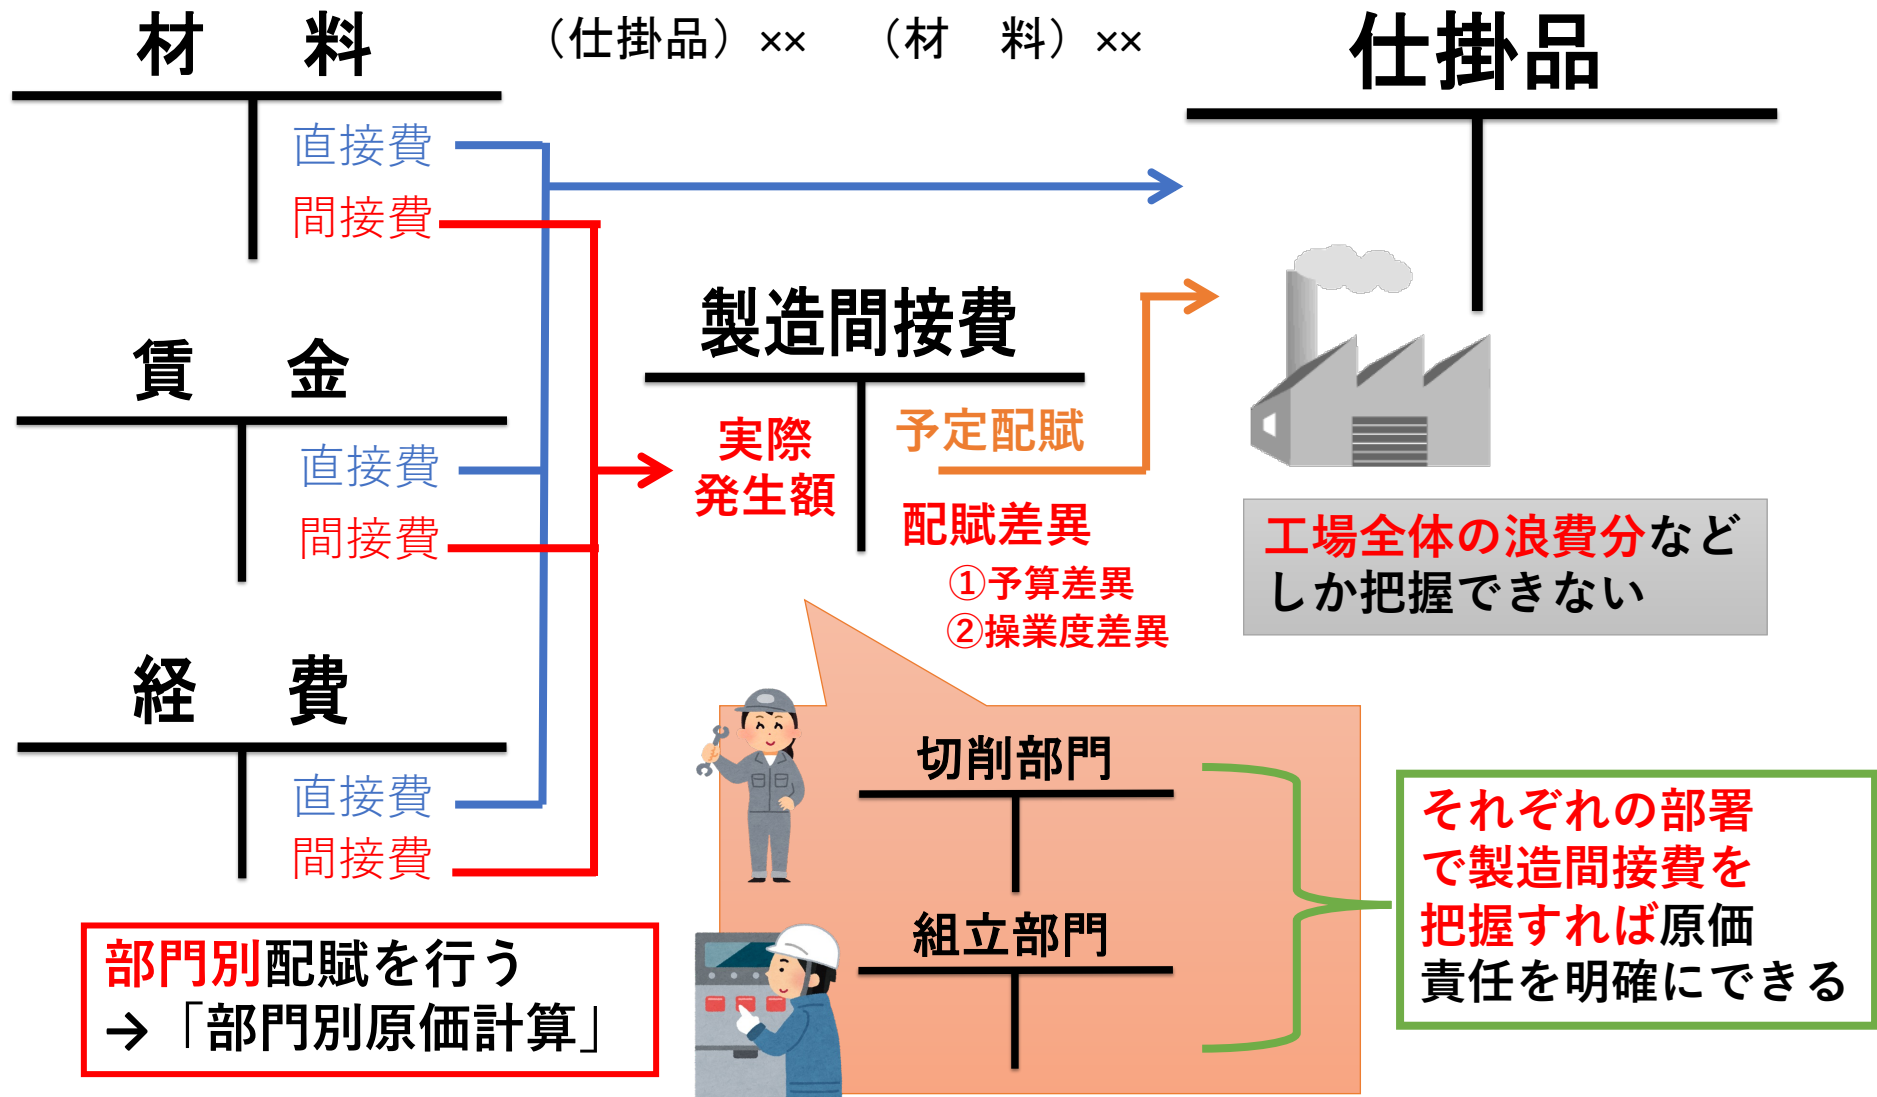 材　料
（仕掛品）××　（材　料）××
仕掛品
直接費
間接費
製造間接費
賃　金
実際
発生額
予定配賦
直接費
間接費
配賦差異
①予算差異
②操業度差異
工場全体の浪費分など
しか把握できない
経　費
直接費
間接費
切削部門
組立部門
それぞれの部署
で製造間接費を
把握すれば原価
責任を明確にできる
部門別配賦を行う
→「部門別原価計算」